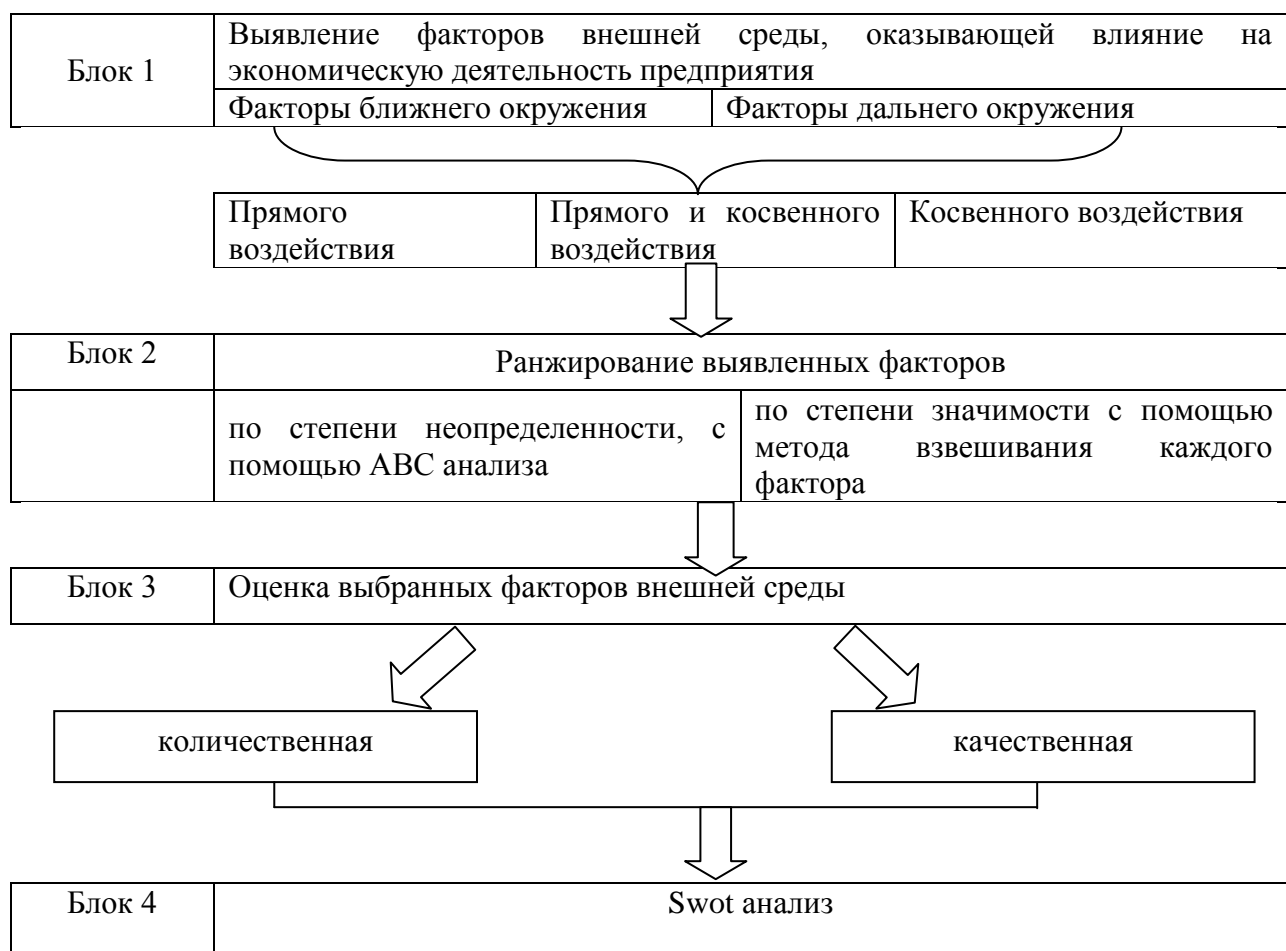 Блок 1
Выявление факторов внешней среды, оказывающей влияние на
экономическую деятельность предприятия
Факторы ближнего окружения
Факторы дальнего окружения
Прямого
воздействия
Прямого и косвенного
воздействия
Косвенного воздействия
Блок 2
Ранжирование выявленных факторов
по степени неопределенности, с
помощью АВС анализа
по степени значимости с помощью
метода взвешивания каждого
фактора
Блок 3
Оценка выбранных факторов внешней среды
количественная
качественная
Блок 4
Swot анализ